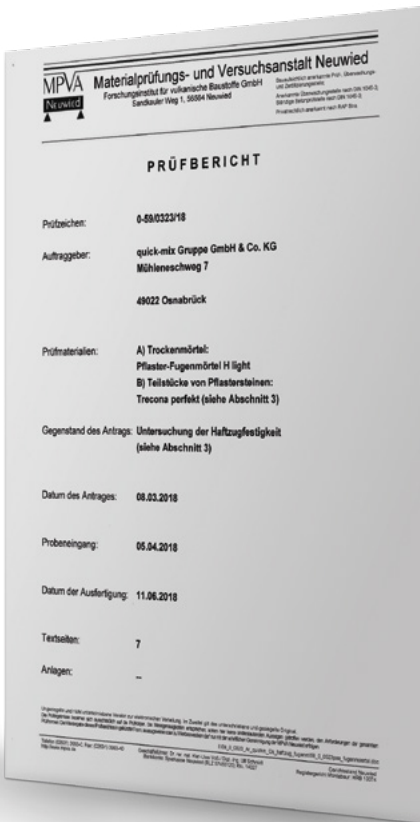 MPVA
Neuwied
Materialprüfungs- und Versuchsanstalt Neuwied
Forschungsinstitut für vulkanische Baustoffe GmbH
Sandkauler Weg 1, 56564 Neuwied
PRÜFBERICHT
Prüfzeichen: 0-59/0323/18
Auftraggeber: quick-mix Gruppe GmbH & Co. KG
Mühleneschweg 7
49022 Osnabrück
Prüfmaterialien: A) Trockenmörtel:
Pflaster-Fugenmörtel H light
B) Teilstücke von Pflastersteinen:
Trecona perfekt (siehe Abschnitt 3)
Gegenstand des Antrags: Untersuchung der Haftzugfestigkeit
(siehe Abschnitt 3)
Datum des Antrages: 08.03.2018
Probeneingang: 05.04.2018
Datum der Ausfertigung: 11.06.2018
Textseiten: 7
Anlagen: --